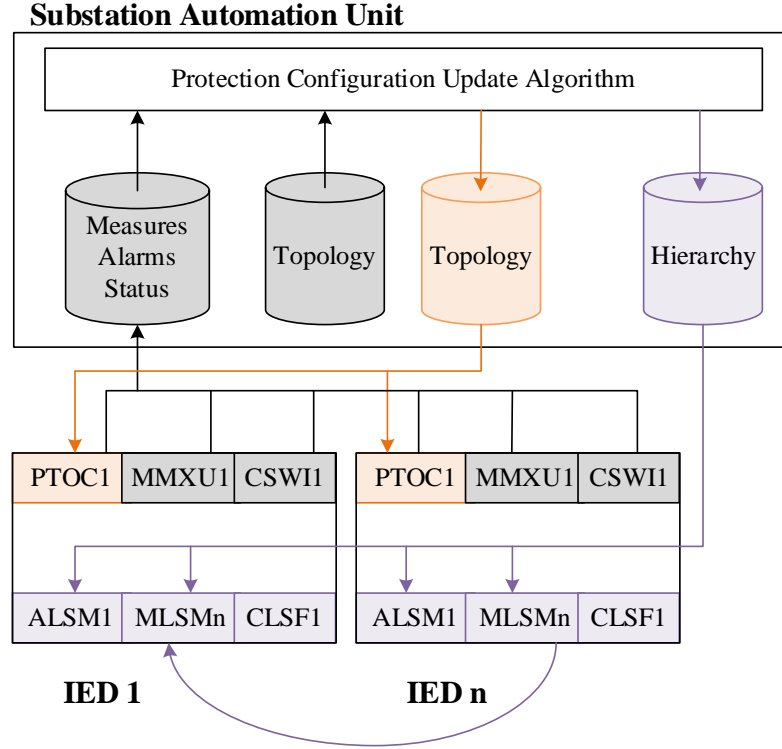 Substation Automation Unit
Protection Configuration Update Algorithm
Measures
Alarms
Status
Topology
Topology
Hierarchy
PTOC1 MMXU1 CSWI1
PTOC1 MMXU1 CSWI1
ALSM1 MLSMn CLSF1
ALSM1 MLSMn CLSF1
IED 1
IED n